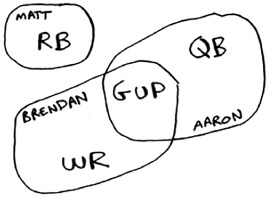 MATT
RB
QB
BRENDAN
GUP
AARON
WR